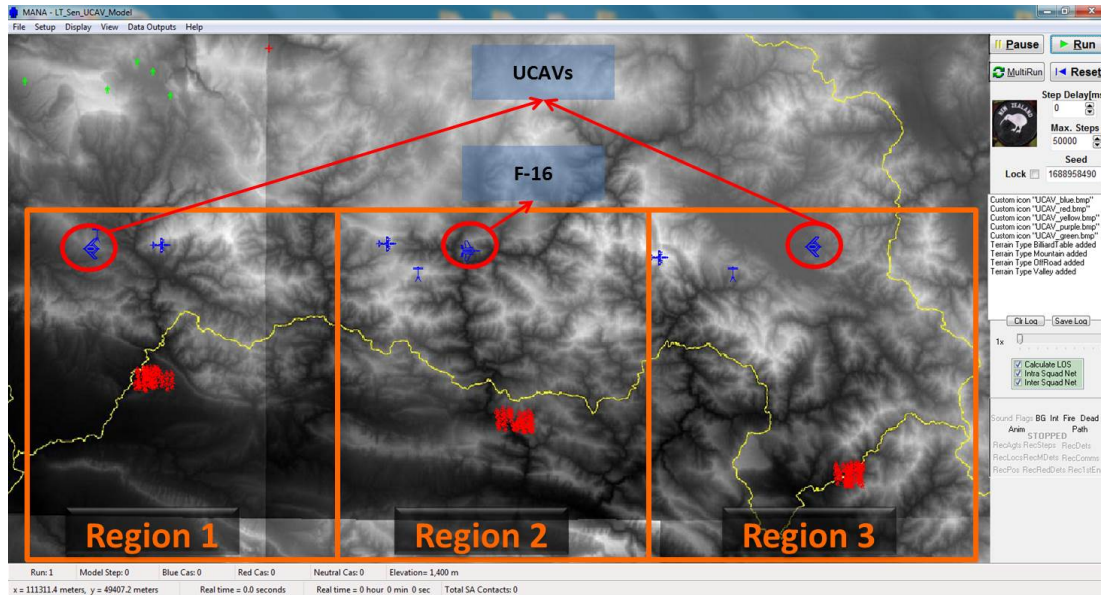 MANA - LT_Sen_UCAV_Model
File Setup Display View Data Outputs Help
UCAVs
F-16
Region 1
Region 2
Region 3
Pause
Run
MultiRun
Reset
Step Delay[ms
0
NEW ZEALAND
Max. Steps
50000
Seed
Lock 1688958490
Custom icon "UCAV_blue.bmp"
Custom icon "UCAV_red.bmp"
Custom icon "UCAV_yellow.bmp"
Custom icon "UCAV_purple.bmp"
Custom icon "UCAV_green.bmp"
Terrain Type BilliardTable added
Terrain Type Mountain added
Terrain Type OffRoad added
Terrain Type Valley added
Clr Log Save Log
1x
Calculate LOS
Intra Squad Net
Inter Squad Net
Sound Flags BG Int Fire Dead
Anim Path
STOPPED
RecAgts RecSteps RecDets
RecLocs RecMDets RecComms
RecPos RecRedDets Rec1stEn
Run: 1 Model Step: 0 Blue Cas: 0 Red Cas: 0 Neutral Cas: 0 Elevation= 1,400 m
x = 111311.4 meters, y = 49407.2 meters Real time = 0.0 seconds Real time = 0 hour 0 min 0 sec Total SA Contacts: 0